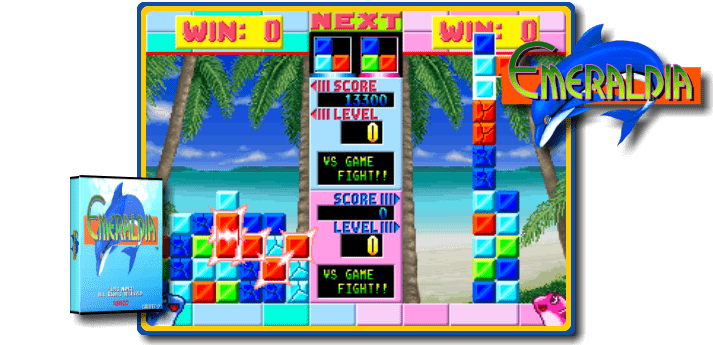 WIN: 0
NEXT
WIN: 0
EMERALDIA
SCORE
13300
LEVEL
0
VS GAME
FIGHT!!
SCORE
0
LEVEL
0
VS GAME
FIGHT!!
EMERALDIA